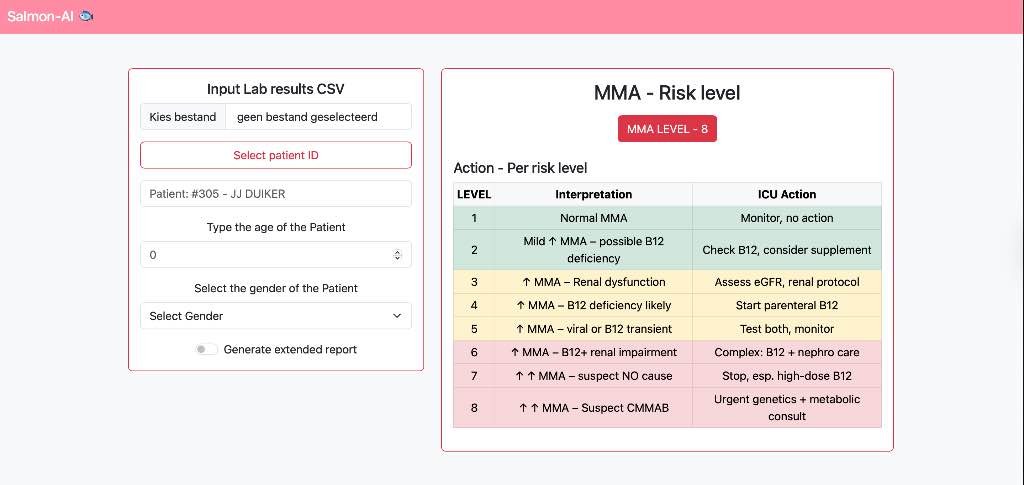 Salmon-AI 🐟
Input Lab results CSV
Kies bestand geen bestand geselecteerd
Select patient ID
Patient: #305 - JJ DUIKER
Type the age of the Patient
0
Select the gender of the Patient
Select Gender
Generate extended report
MMA - Risk level
MMA LEVEL - 8
Action - Per risk level
LEVEL Interpretation ICU Action
1 Normal MMA Monitor, no action
2 Mild ↑ MMA – possible B12 deficiency Check B12, consider supplement
3 ↑ MMA – Renal dysfunction Assess eGFR, renal protocol
4 ↑ MMA – B12 deficiency likely Start parenteral B12
5 ↑ MMA – viral or B12 transient Test both, monitor
6 ↑ MMA – B12+ renal impairment Complex: B12 + nephro care
7 ↑ ↑ MMA – suspect NO cause Stop, esp. high-dose B12
8 ↑ ↑ MMA – Suspect CMMAB Urgent genetics + metabolic consult